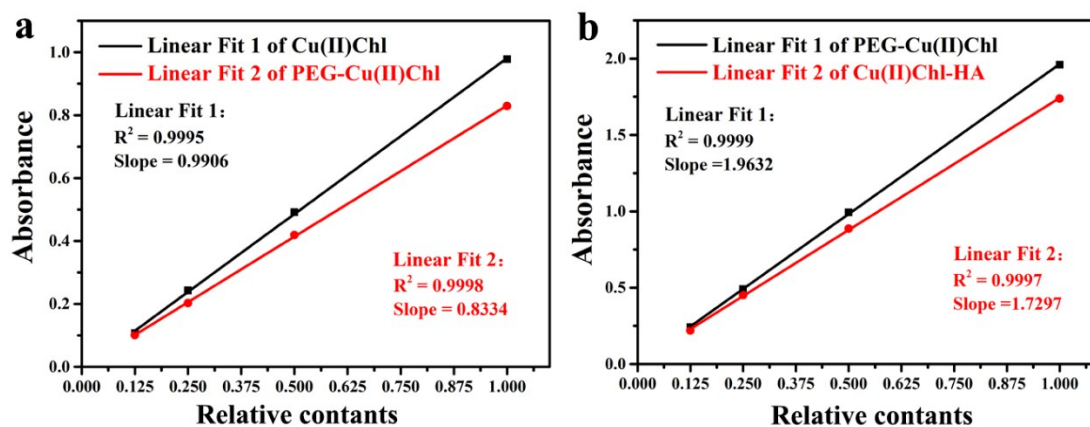 a
Linear Fit 1 of Cu(II)Chl
Linear Fit 2 of PEG-Cu(II)Chl
Linear Fit 1:
R² = 0.9995
Slope = 0.9906
Linear Fit 2:
R² = 0.9998
Slope = 0.8334
Absorbance
1.0
0.8
0.6
0.4
0.2
0.0
0.000 0.125 0.250 0.375 0.500 0.625 0.750 0.875 1.000
Relative contants
b
Linear Fit 1 of PEG-Cu(II)Chl
Linear Fit 2 of Cu(II)Chl-HA
Linear Fit 1:
R² = 0.9999
Slope =1.9632
Linear Fit 2:
R² = 0.9997
Slope =1.7297
Absorbance
2.0
1.5
1.0
0.5
0.0
0.000 0.125 0.250 0.375 0.500 0.625 0.750 0.875 1.000
Relative contants